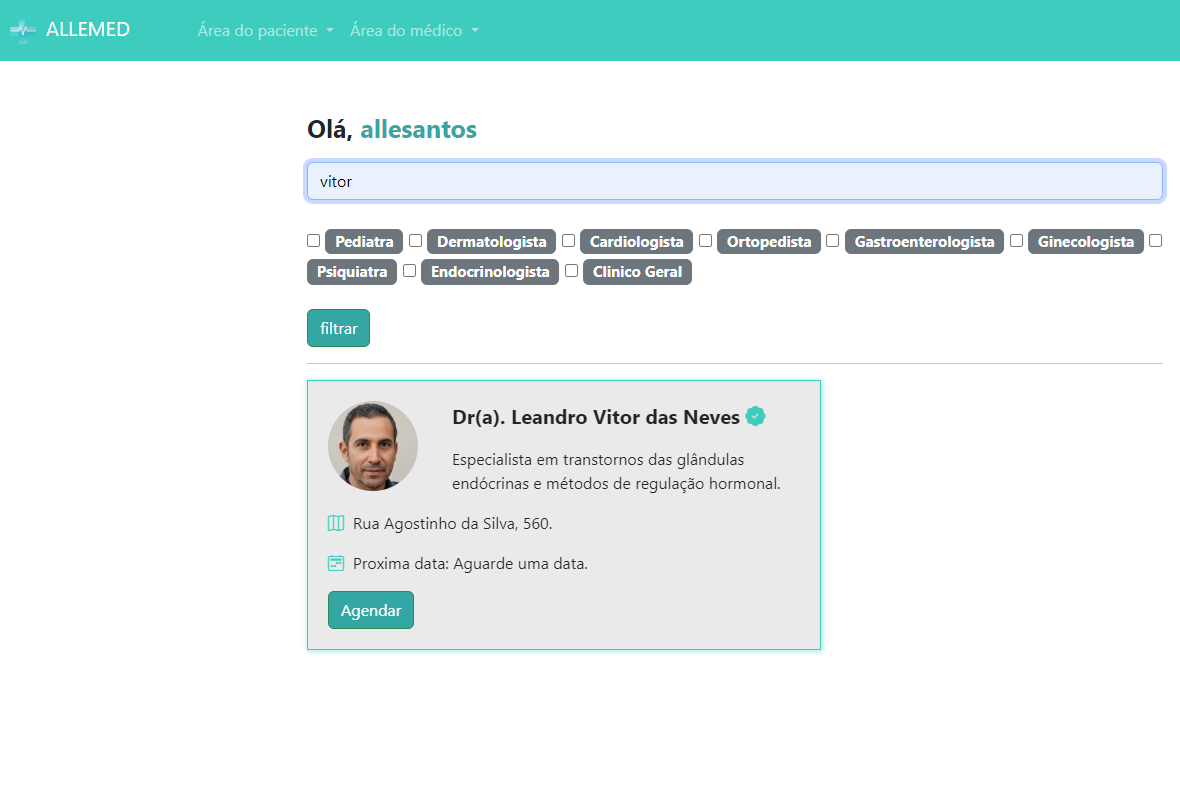 ALLEMED Área do paciente Área do médico
Olá, allesantos
vitor
Pediatra Dermatologista Cardiologista Ortopedista Gastroenterologista Ginecologista
Psiquiatra Endocrinologista Clinico Geral
filtrar
Dr(a). Leandro Vitor das Neves
Especialista em transtornos das glândulas
endócrinas e métodos de regulação hormonal.
Rua Agostinho da Silva, 560.
Proxima data: Aguarde uma data.
Agendar